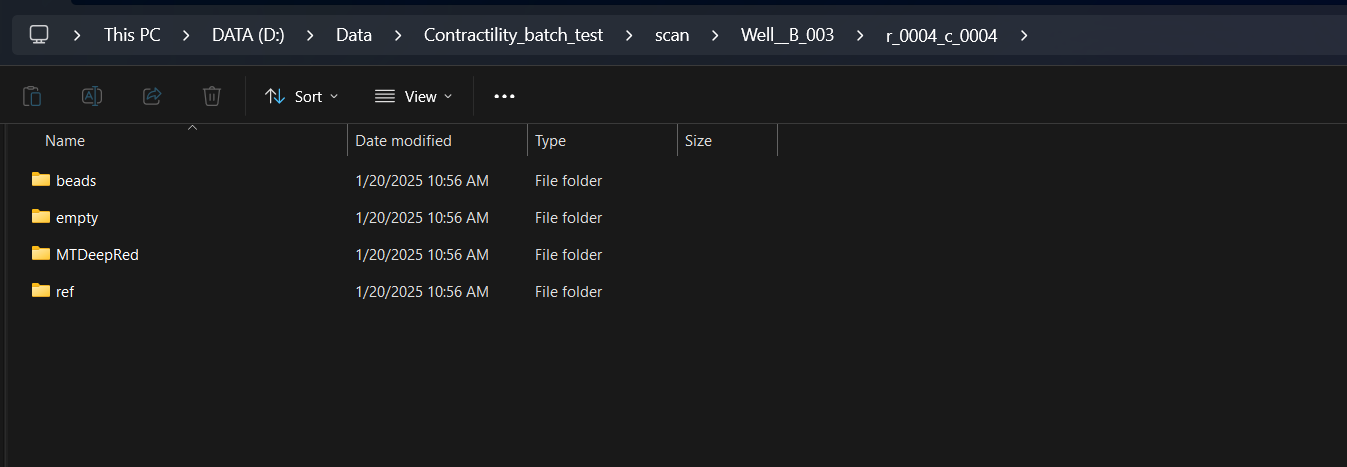 This PC > DATA (D:) > Data > Contractility_batch_test > scan > Well__B_003 > r_0004_c_0004 >
Sort View
Name Date modified Type Size
beads 1/20/2025 10:56 AM File folder
empty 1/20/2025 10:56 AM File folder
MTDeepRed 1/20/2025 10:56 AM File folder
ref 1/20/2025 10:56 AM File folder